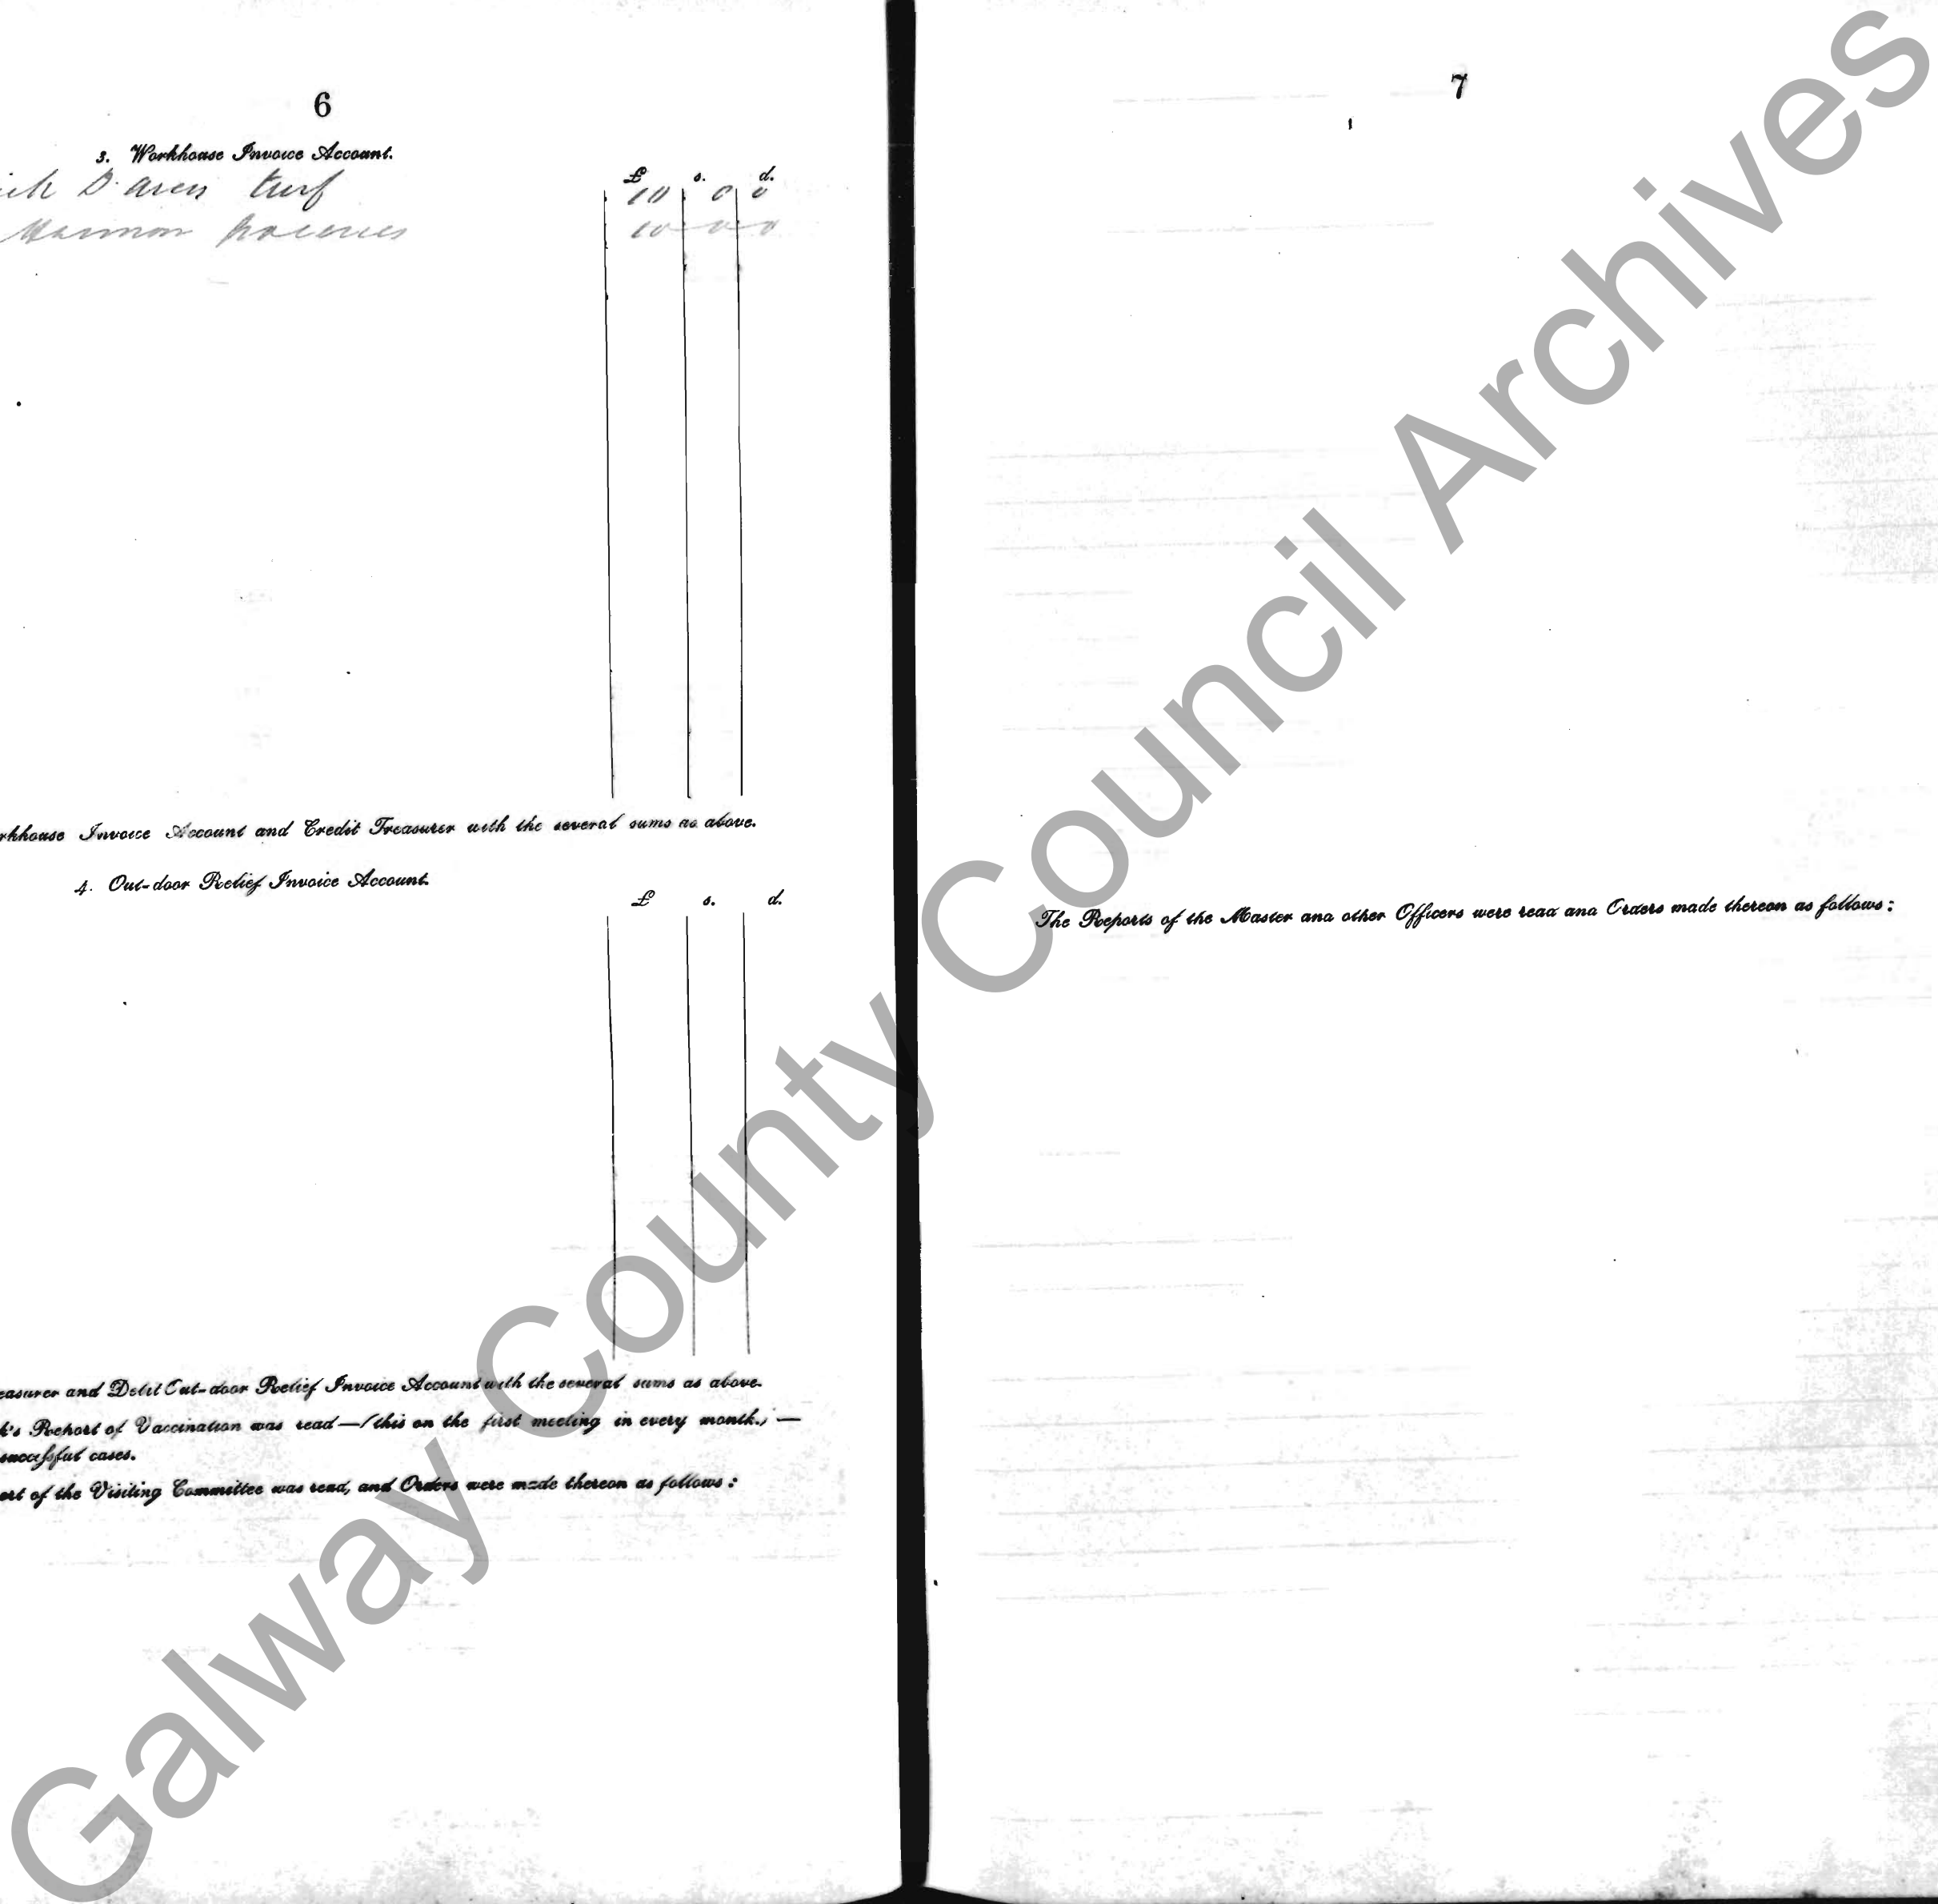 6
3. Workhouse Invoice Account.
£ s. d.
Turf 10 0 0
10 0 0
rkhouse Invoice Account and Credit Treasurer with the several sums as above.
4. Out-door Relief Invoice Account.
£ s. d.
easurer and Debit Out-door Relief Invoice Account with the several sums as above.
k's Report of Vaccination was read—(this on the first meeting in every month.)—
successful cases.
ort of the Visiting Committee was read, and Orders were made thereon as follows:
7
The Reports of the Master and other Officers were read and Orders made thereon as follows:
Galway County Council Archives